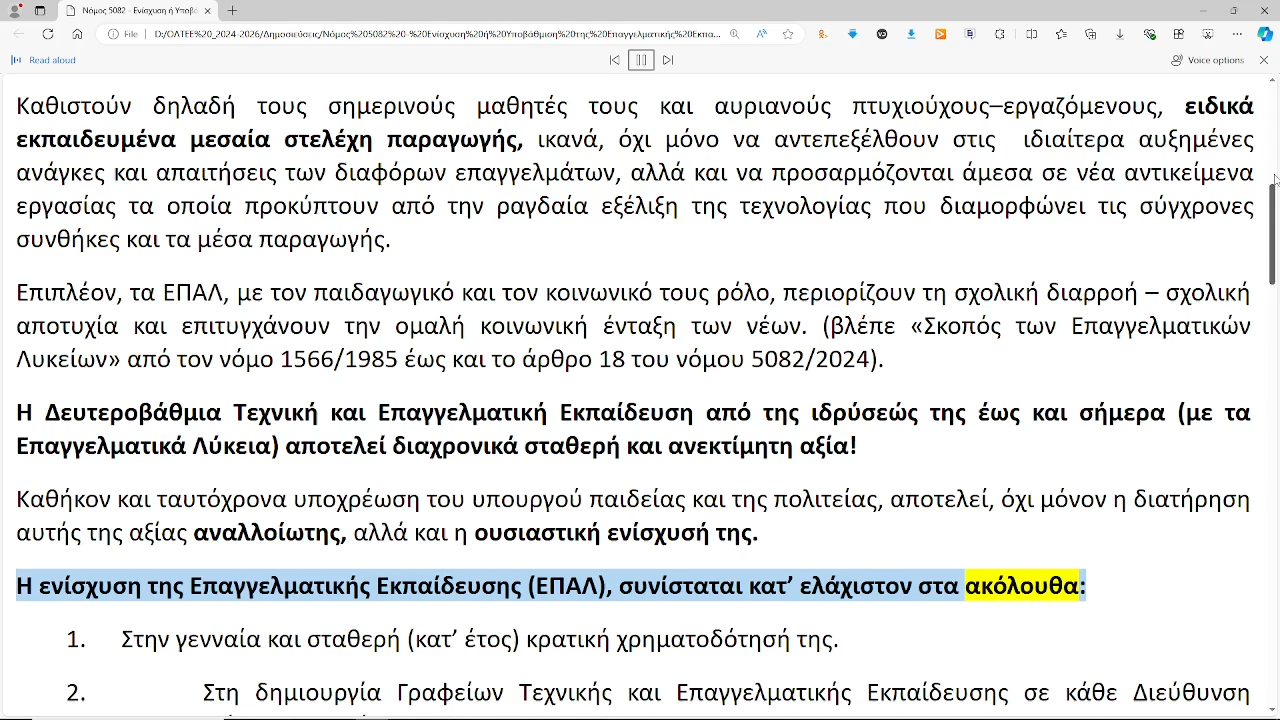 Νόμος 5082 - Ενίσχυση ή Υποβ
File
D:/ΟΛΤΕΕ%20_2024-2026/Δημοσιεύσεις/Νόμος%205082%20-%20Ενίσχυση%20ή%20Υποβάθμιση%20της%20Επαγγελματικής%20Εκπα...
Read aloud
Voice options
Καθιστούν δηλαδή τους σημερινούς μαθητές τους και αυριανούς πτυχιούχους–εργαζόμενους, ειδικά
εκπαιδευμένα μεσαία στελέχη παραγωγής, ικανά, όχι μόνο να αντεπεξέλθουν στις ιδιαίτερα αυξημένες
ανάγκες και απαιτήσεις των διαφόρων επαγγελμάτων, αλλά και να προσαρμόζονται άμεσα σε νέα αντικείμενα
εργασίας τα οποία προκύπτουν από την ραγδαία εξέλιξη της τεχνολογίας που διαμορφώνει τις σύγχρονες
συνθήκες και τα μέσα παραγωγής.
Επιπλέον, τα ΕΠΑΛ, με τον παιδαγωγικό και τον κοινωνικό τους ρόλο, περιορίζουν τη σχολική διαρροή – σχολική
αποτυχία και επιτυγχάνουν την ομαλή κοινωνική ένταξη των νέων. (βλέπε «Σκοπός των Επαγγελματικών
Λυκείων» από τον νόμο 1566/1985 έως και το άρθρο 18 του νόμου 5082/2024).
Η Δευτεροβάθμια Τεχνική και Επαγγελματική Εκπαίδευση από της ιδρύσεώς της έως και σήμερα (με τα
Επαγγελματικά Λύκεια) αποτελεί διαχρονικά σταθερή και ανεκτίμητη αξία!
Καθήκον και ταυτόχρονα υποχρέωση του υπουργού παιδείας και της πολιτείας, αποτελεί, όχι μόνον η διατήρηση
αυτής της αξίας αναλλοίωτης, αλλά και η ουσιαστική ενίσχυσή της.
Η ενίσχυση της Επαγγελματικής Εκπαίδευσης (ΕΠΑΛ), συνίσταται κατ’ ελάχιστον στα ακόλουθα:
1. Στην γενναία και σταθερή (κατ’ έτος) κρατική χρηματοδότησή της.
2. Στη δημιουργία Γραφείων Τεχνικής και Επαγγελματικής Εκπαίδευσης σε κάθε Διεύθυνση